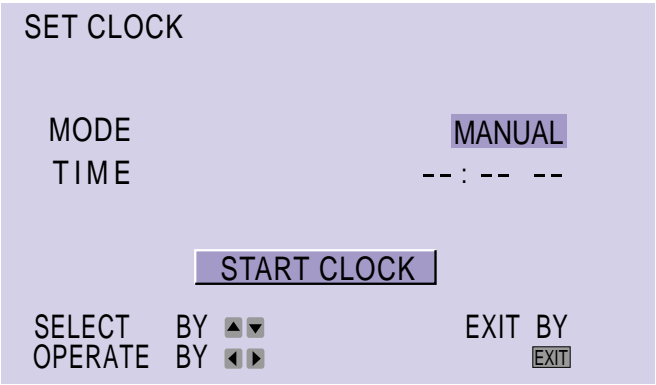 SET CLOCK
MODE MANUAL
TIME --:-- --
START CLOCK
SELECT BY ▲▼ EXIT BY
OPERATE BY ◀▶ EXIT